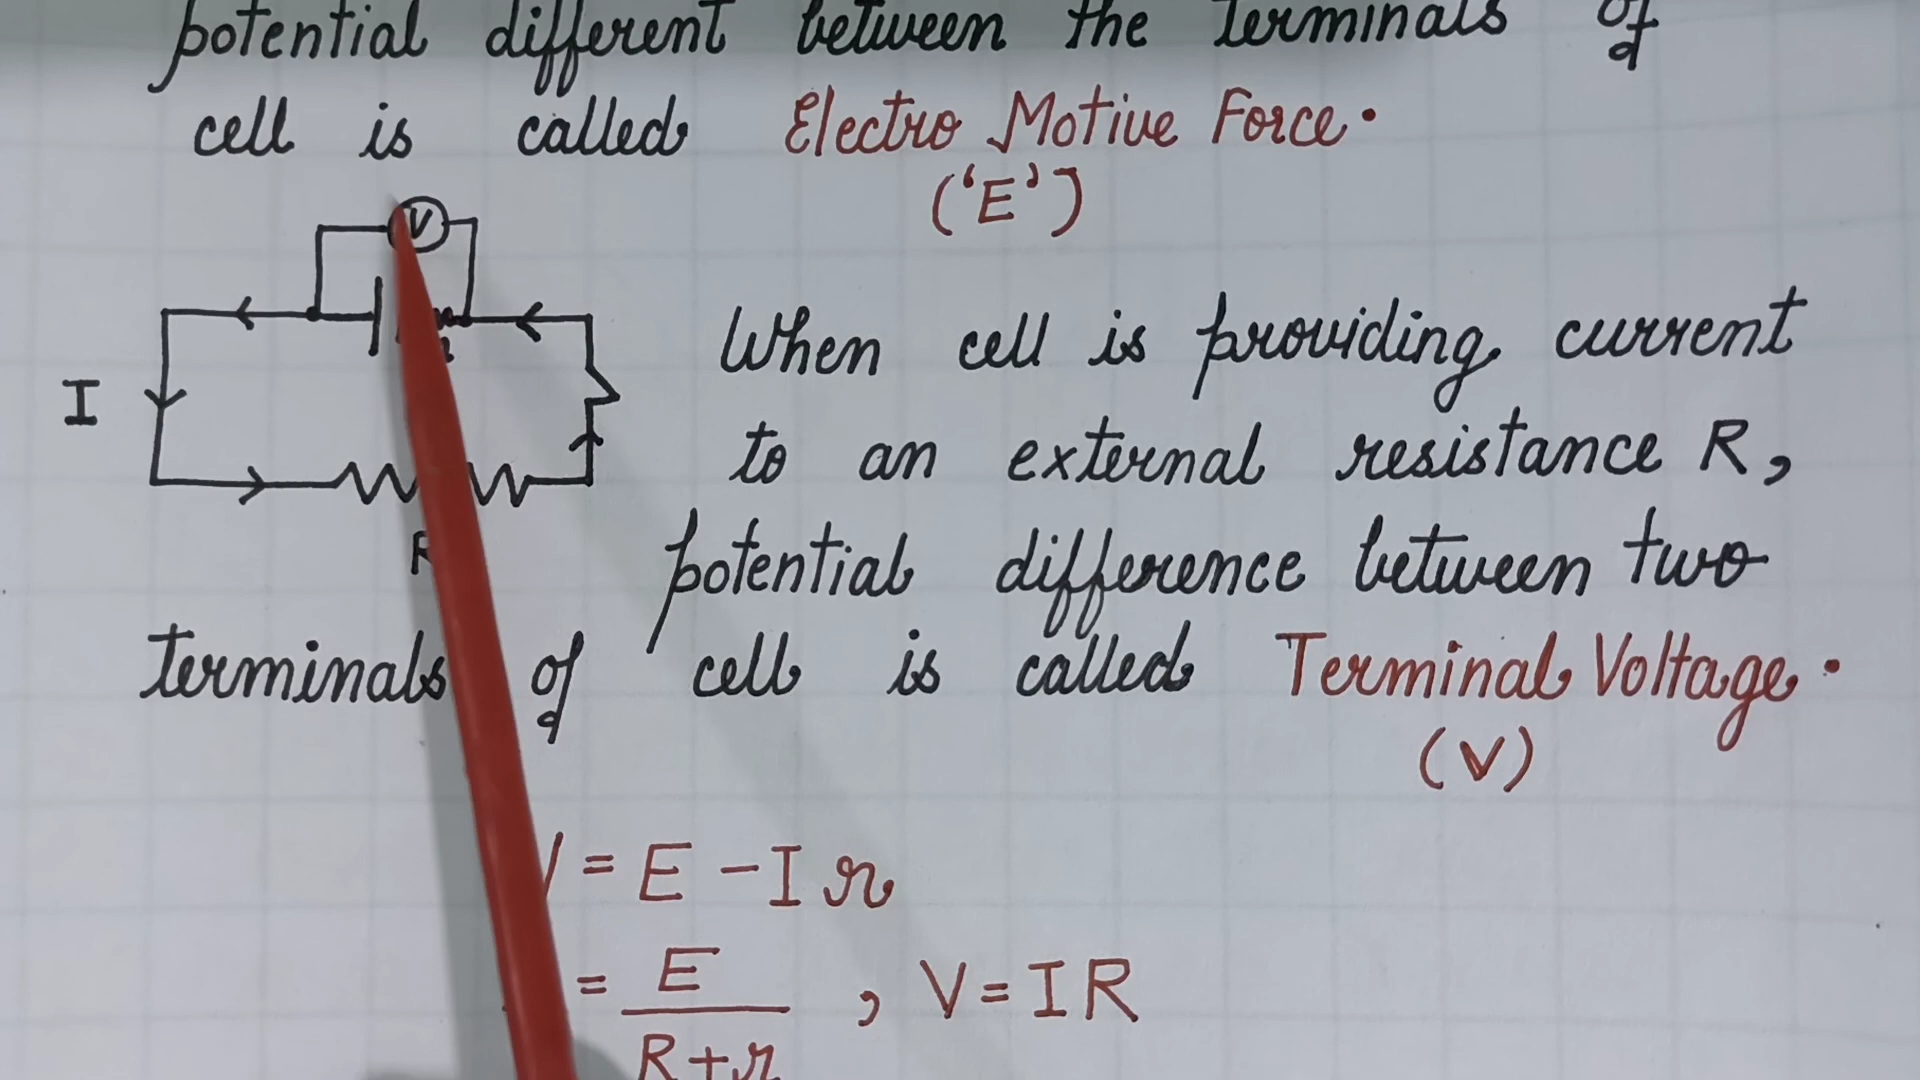 potential different between the terminals of
cell is called Electro Motive Force.
('E')
V
I
When cell is providing current
to an external resistance R,
R
potential difference between two
terminals of cell is called Terminal Voltage.
(V)
= E - I r
= E / R + r , V = I R